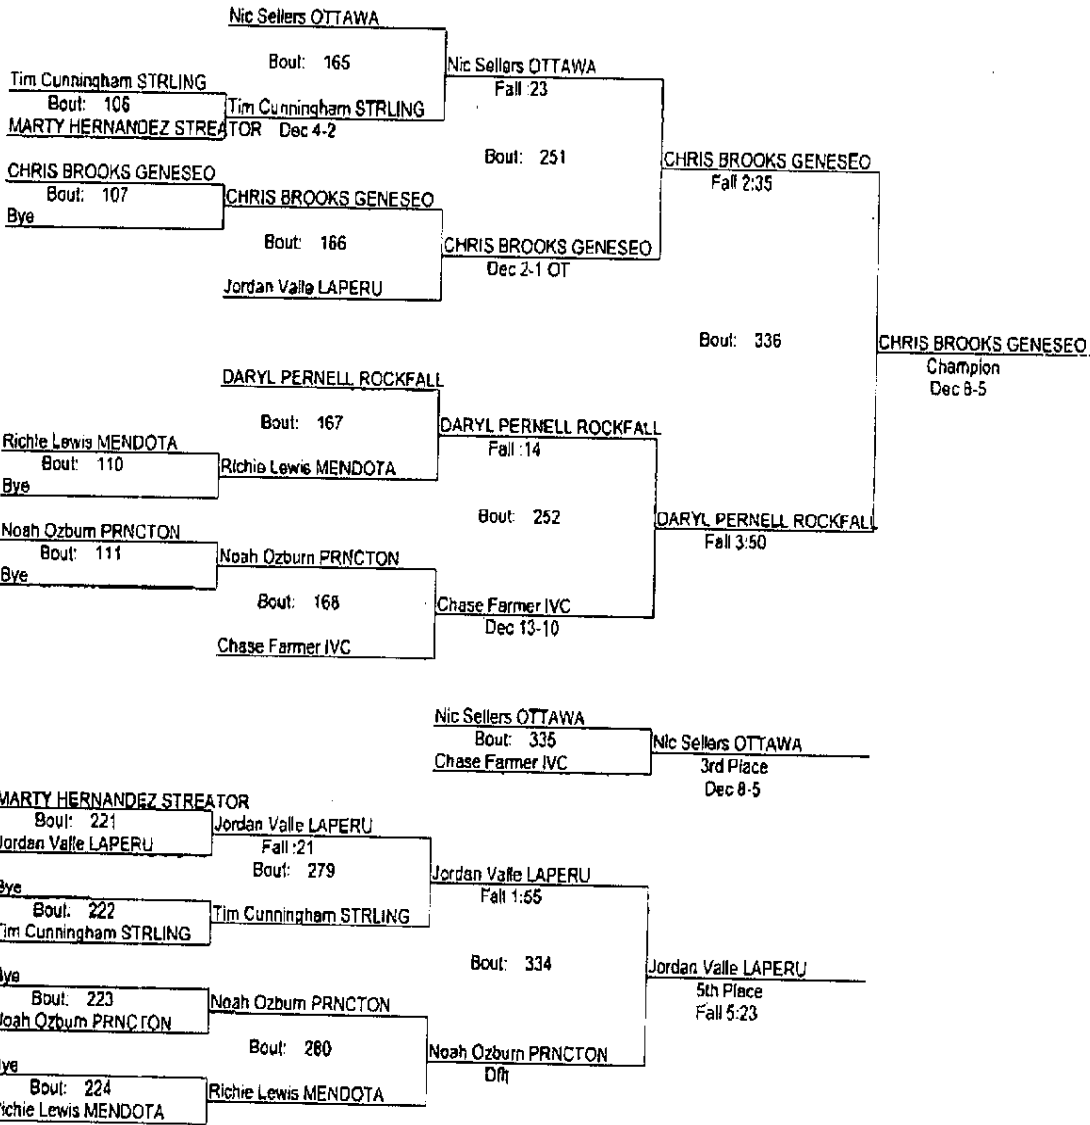 Nic Sellers OTTAWA
Bout: 165
Nic Sellers OTTAWA
Fall :23
Tim Cunningham STRLING
Bout: 106
MARTY HERNANDEZ STREATOR
Tim Cunningham STRLING
Dec 4-2
Bout: 251
CHRIS BROOKS GENESEO
Fall 2:35
CHRIS BROOKS GENESEO
Bout: 107
Bye
CHRIS BROOKS GENESEO
Bout: 166
Jordan Valle LAPERU
CHRIS BROOKS GENESEO
Dec 2-1 OT
Bout: 336
CHRIS BROOKS GENESEO
Champion
Dec 8-5
DARYL PERNELL ROCKFALL
Bout: 167
DARYL PERNELL ROCKFALL
Fall :14
Richie Lewis MENDOTA
Bout: 110
Bye
Richie Lewis MENDOTA
Bout: 252
DARYL PERNELL ROCKFALL
Fall 3:50
Noah Ozburn PRNCTON
Bout: 111
Bye
Noah Ozburn PRNCTON
Bout: 168
Chase Farmer IVC
Chase Farmer IVC
Dec 13-10
Nic Sellers OTTAWA
Bout: 335
Chase Farmer IVC
Nic Sellers OTTAWA
3rd Place
Dec 8-5
MARTY HERNANDEZ STREATOR
Bout: 221
Jordan Valle LAPERU
Jordan Valle LAPERU
Fall :21
Bout: 279
Jordan Valle LAPERU
Fall 1:55
Bye
Bout: 222
Tim Cunningham STRLING
Tim Cunningham STRLING
Bout: 334
Jordan Valle LAPERU
5th Place
Fall 5:23
Bye
Bout: 223
Noah Ozburn PRNCTON
Noah Ozburn PRNCTON
Bout: 280
Noah Ozburn PRNCTON
Dflt
Bye
Bout: 224
Richie Lewis MENDOTA
Richie Lewis MENDOTA